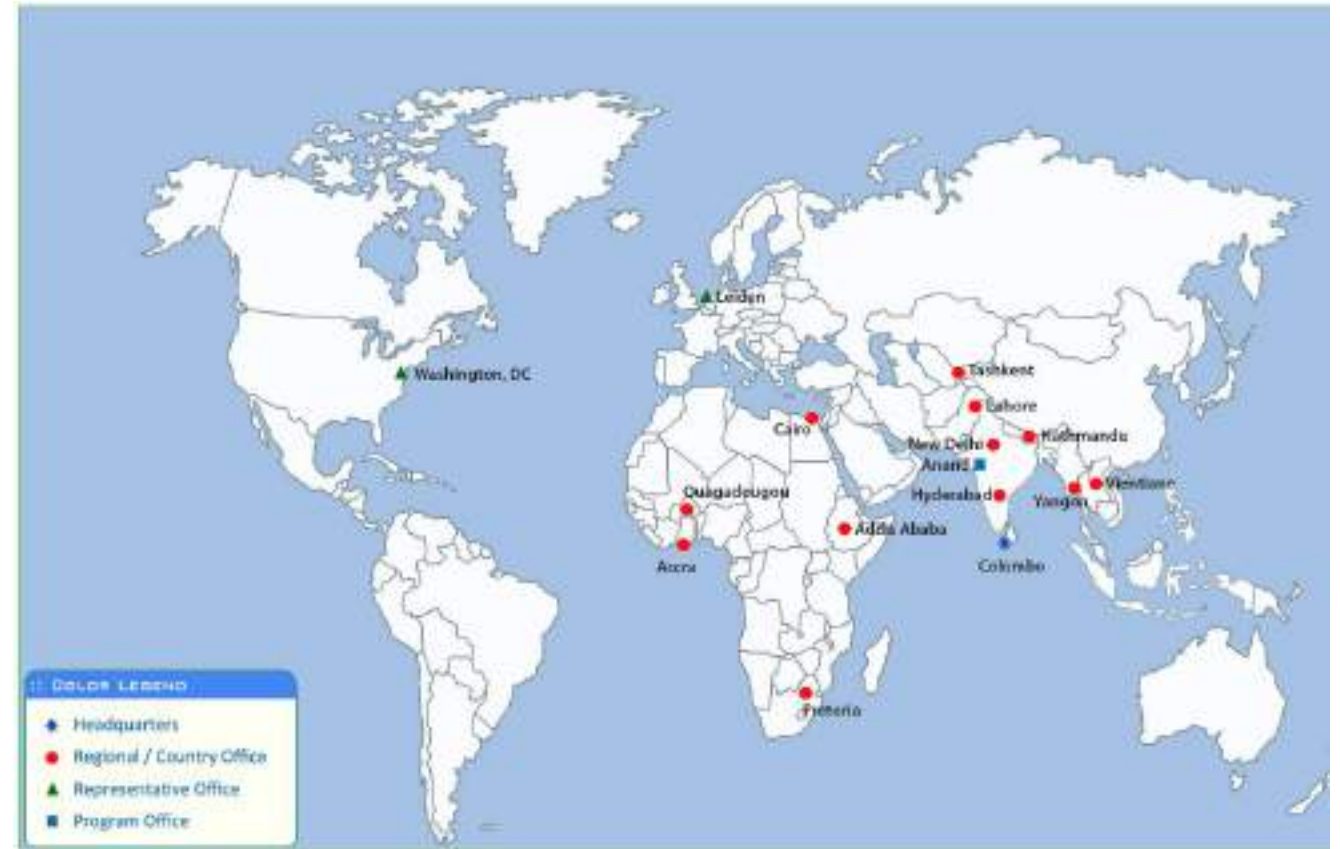 Leiden
Washington, DC
Tashkent
Lahore
Cairo
Kathmandu
New Delhi
Anand
Vientiane
Ouagadougou
Hyderabad
Yangon
Addis Ababa
Accra
Colombo
Pretoria
:: COLOR LEGEND
Headquarters
Regional / Country Office
Representative Office
Program Office